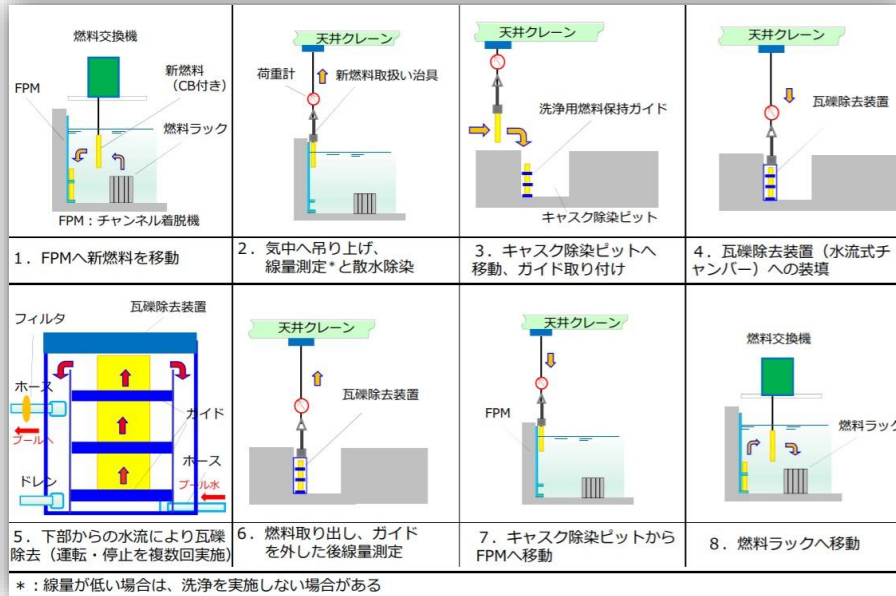 燃料交換機
新燃料
（CB付き）
FPM
燃料ラック
FPM：チャンネル着脱機
1．FPMへ新燃料を移動
天井クレーン
荷重計
新燃料取扱い治具
2．気中へ吊り上げ、
線量測定*と散水除染
天井クレーン
洗浄用燃料保持ガイド
キャスク除染ピット
3．キャスク除染ピットへ
移動、ガイド取り付け
天井クレーン
瓦礫除去装置
4．瓦礫除去装置（水流式チ
ャンバー）への装填
瓦礫除去装置
フィルタ
ホース
プールへ
ガイド
ドレン
ホース
プール水
5．下部からの水流により瓦礫
除去（運転・停止を複数回実施）
天井クレーン
瓦礫除去装置
6．燃料取り出し、ガイド
を外した後線量測定
天井クレーン
FPM
7．キャスク除染ピットから
FPMへ移動
燃料交換機
燃料ラック
8．燃料ラックへ移動
*：線量が低い場合は、洗浄を実施しない場合がある